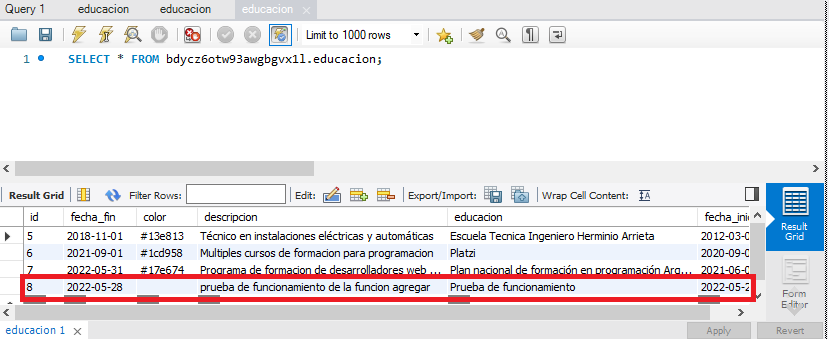 Query 1 educacion educacion educacion
Limit to 1000 rows
1 SELECT * FROM bdycz6otw93awgbgvx1l.educacion;
Result Grid Filter Rows: Edit: Export/Import: Wrap Cell Content:
id fecha_fin color descripcion educacion fecha_inic
5 2018-11-01 #13e813 Técnico en instalaciones eléctricas y automáticas Escuela Tecnica Ingeniero Herminio Arrieta 2012-03-0
6 2021-09-01 #1cd958 Multiples cursos de formacion para programacion Platzi 2020-09-0
7 2022-05-31 #17e674 Programa de formacion de desarrolladores web ... Plan nacional de formación en programación Arg... 2021-06-0
8 2022-05-28 prueba de funcionamiento de la funcion agregar Prueba de funcionamiento 2022-05-2
Result
Grid
Form
Editor
educacion 1
Apply Revert